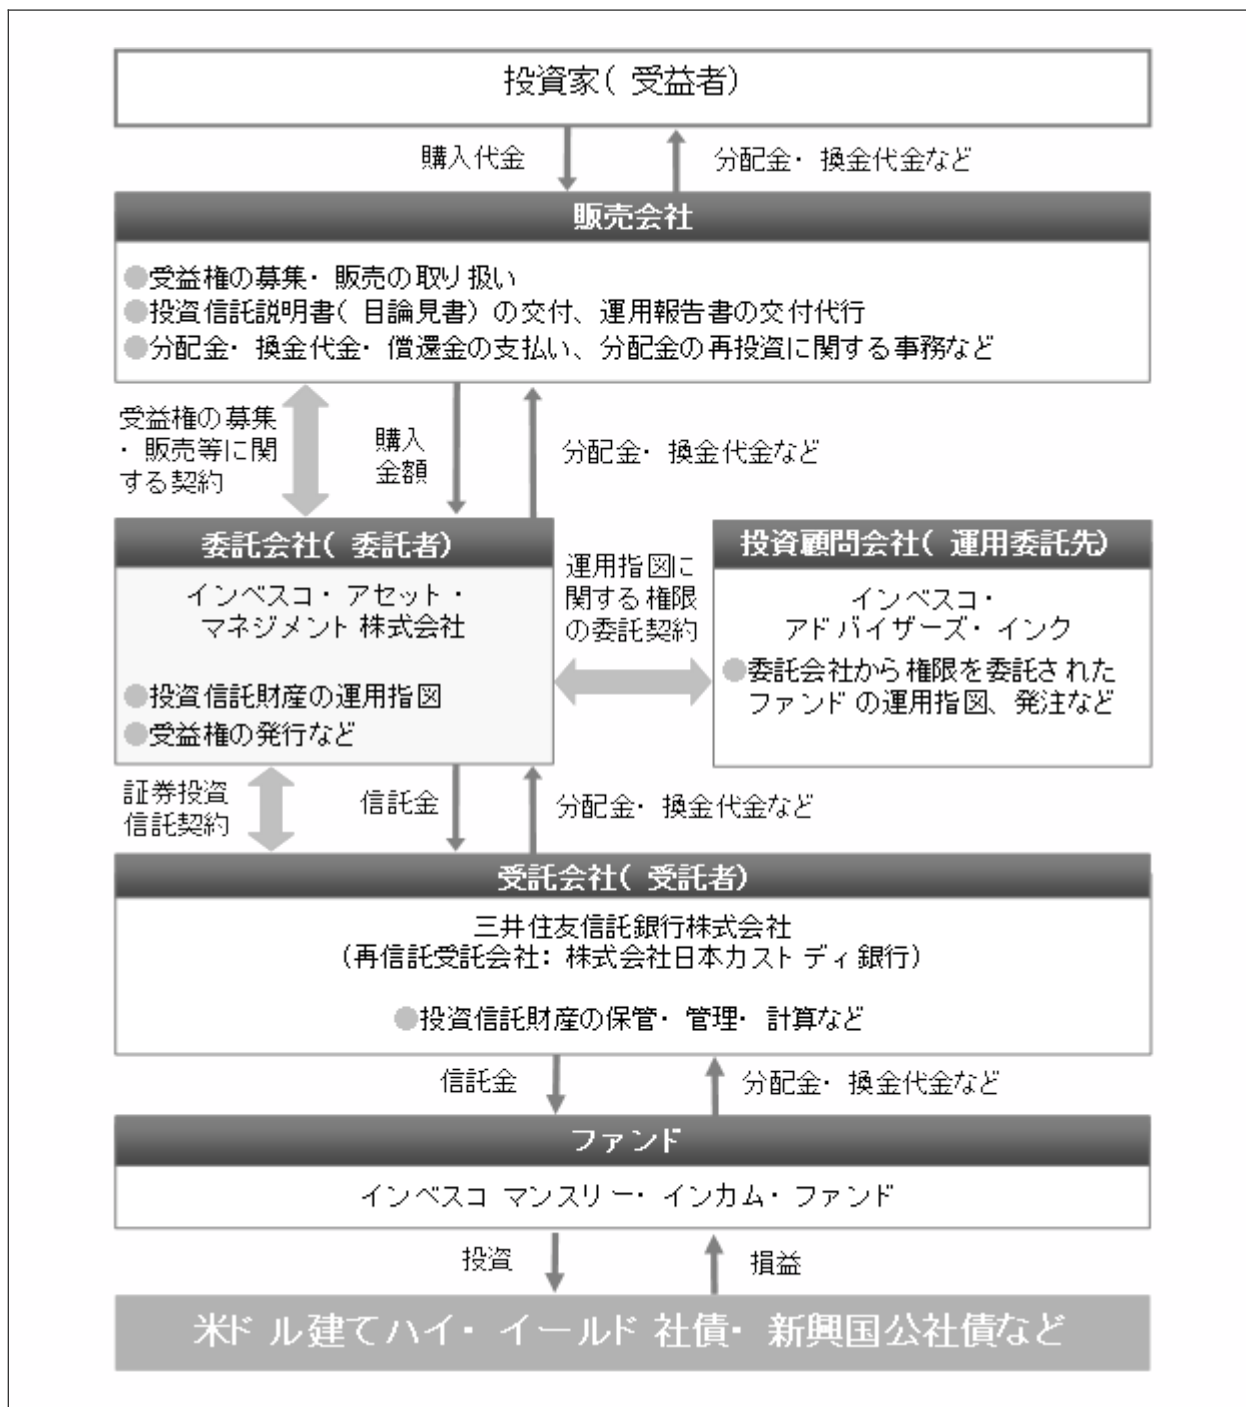 投資家(受益者)
購入代金
分配金・換金代金など
販売会社
●受益権の募集・販売の取り扱い
●投資信託説明書(目論見書)の交付、運用報告書の交付代行
●分配金・換金代金・償還金の支払い、分配金の再投資に関する事務など
受益権の募集
・販売等に関
する契約
購入
金額
分配金・換金代金など
委託会社(委託者)
インベスコ・アセット・
マネジメント株式会社
●投資信託財産の運用指図
●受益権の発行など
運用指図に
関する権限
の委託契約
投資顧問会社(運用委託先)
インベスコ・
アドバイザーズ・インク
●委託会社から権限を委託された
ファンドの運用指図、発注など
証券投資
信託契約
信託金
分配金・換金代金など
受託会社(受託者)
三井住友信託銀行株式会社
(再信託受託会社:株式会社日本カストディ銀行)
●投資信託財産の保管・管理・計算など
信託金
分配金・換金代金など
ファンド
インベスコ マンスリー・インカム・ファンド
投資
損益
米ドル建てハイ・イールド社債・新興国公社債など